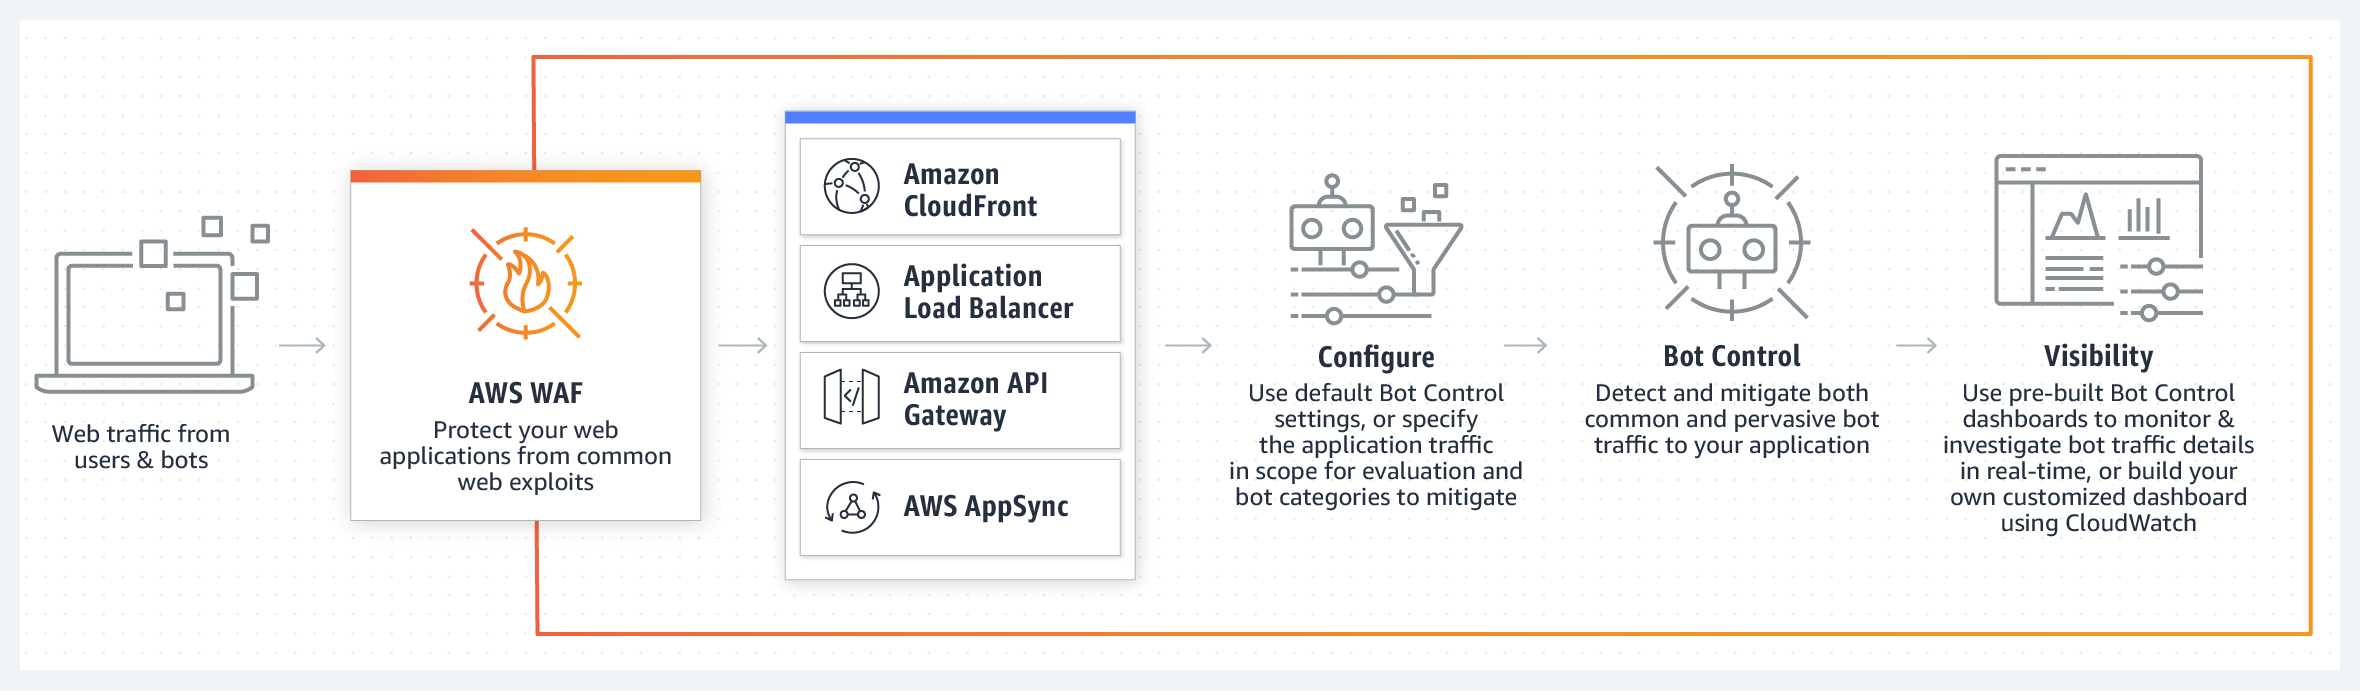 Web traffic from
users & bots
AWS WAF
Protect your web
applications from common
web exploits
Amazon
CloudFront
Application
Load Balancer
Amazon API
Gateway
AWS AppSync
Configure
Use default Bot Control
settings, or specify
the application traffic
in scope for evaluation and
bot categories to mitigate
Bot Control
Detect and mitigate both
common and pervasive bot
traffic to your application
Visibility
Use pre-built Bot Control
dashboards to monitor &
investigate bot traffic details
in real-time, or build your
own customized dashboard
using CloudWatch